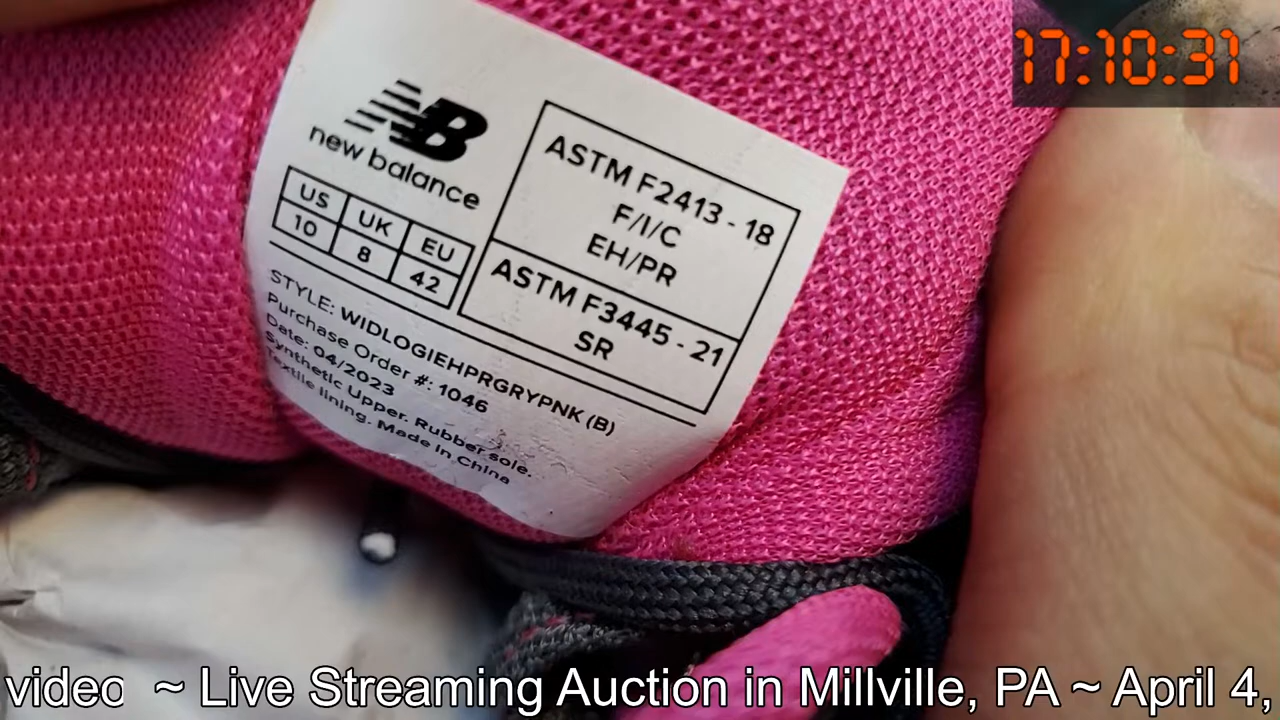 17:10:31
NB
new balance
US UK EU
10 8 42
ASTM F2413 - 18
F/I/C
EH/PR
ASTM F3445 - 21
SR
STYLE: WIDLOGIEHPRGRYPNK (B)
Purchase Order #: 1046
Date: 04/2023
Synthetic Upper. Rubber sole.
Textile lining. Made in China
video ~ Live Streaming Auction in Millville, PA ~ April 4,